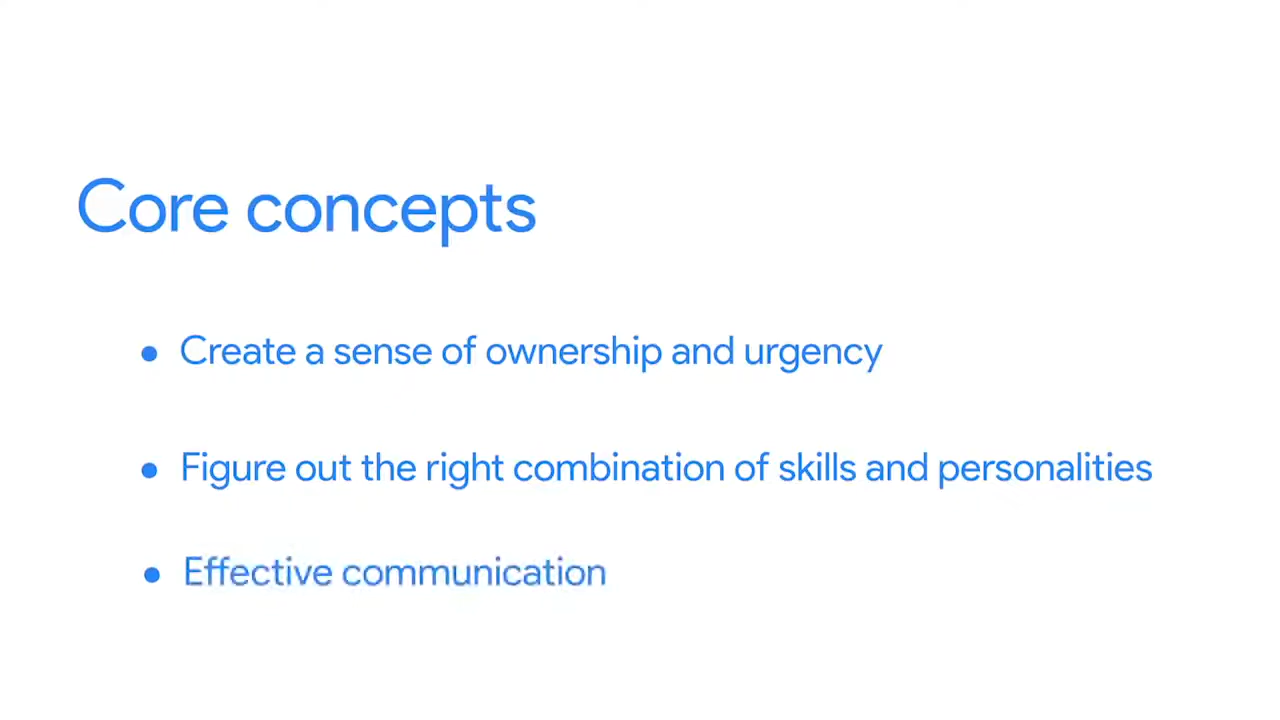 Core concepts
• Create a sense of ownership and urgency
• Figure out the right combination of skills and personalities
• Effective communication